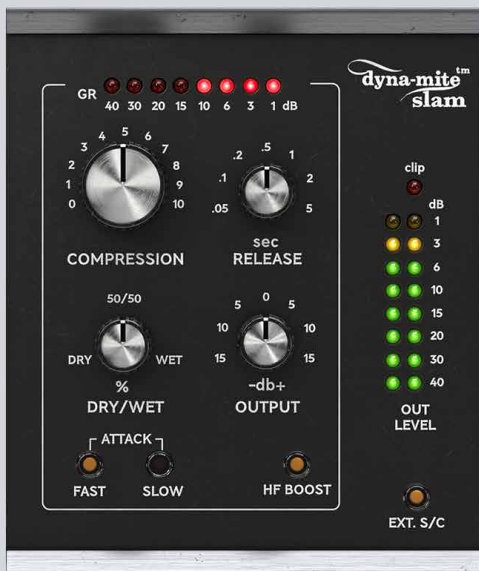 dyna-mite™
slam
GR
40 30 20 15 10 6 3 1 dB
0 1 2 3 4 5 6 7 8 9 10
COMPRESSION
.05 .1 .2 .5 1 2 5
sec
RELEASE
DRY 50/50 WET
%
DRY/WET
15 10 5 0 5 10 15
-db+
OUTPUT
ATTACK
FAST
SLOW
HF BOOST
clip
dB
1
3
6
10
15
20
30
40
OUT
LEVEL
EXT. S/C